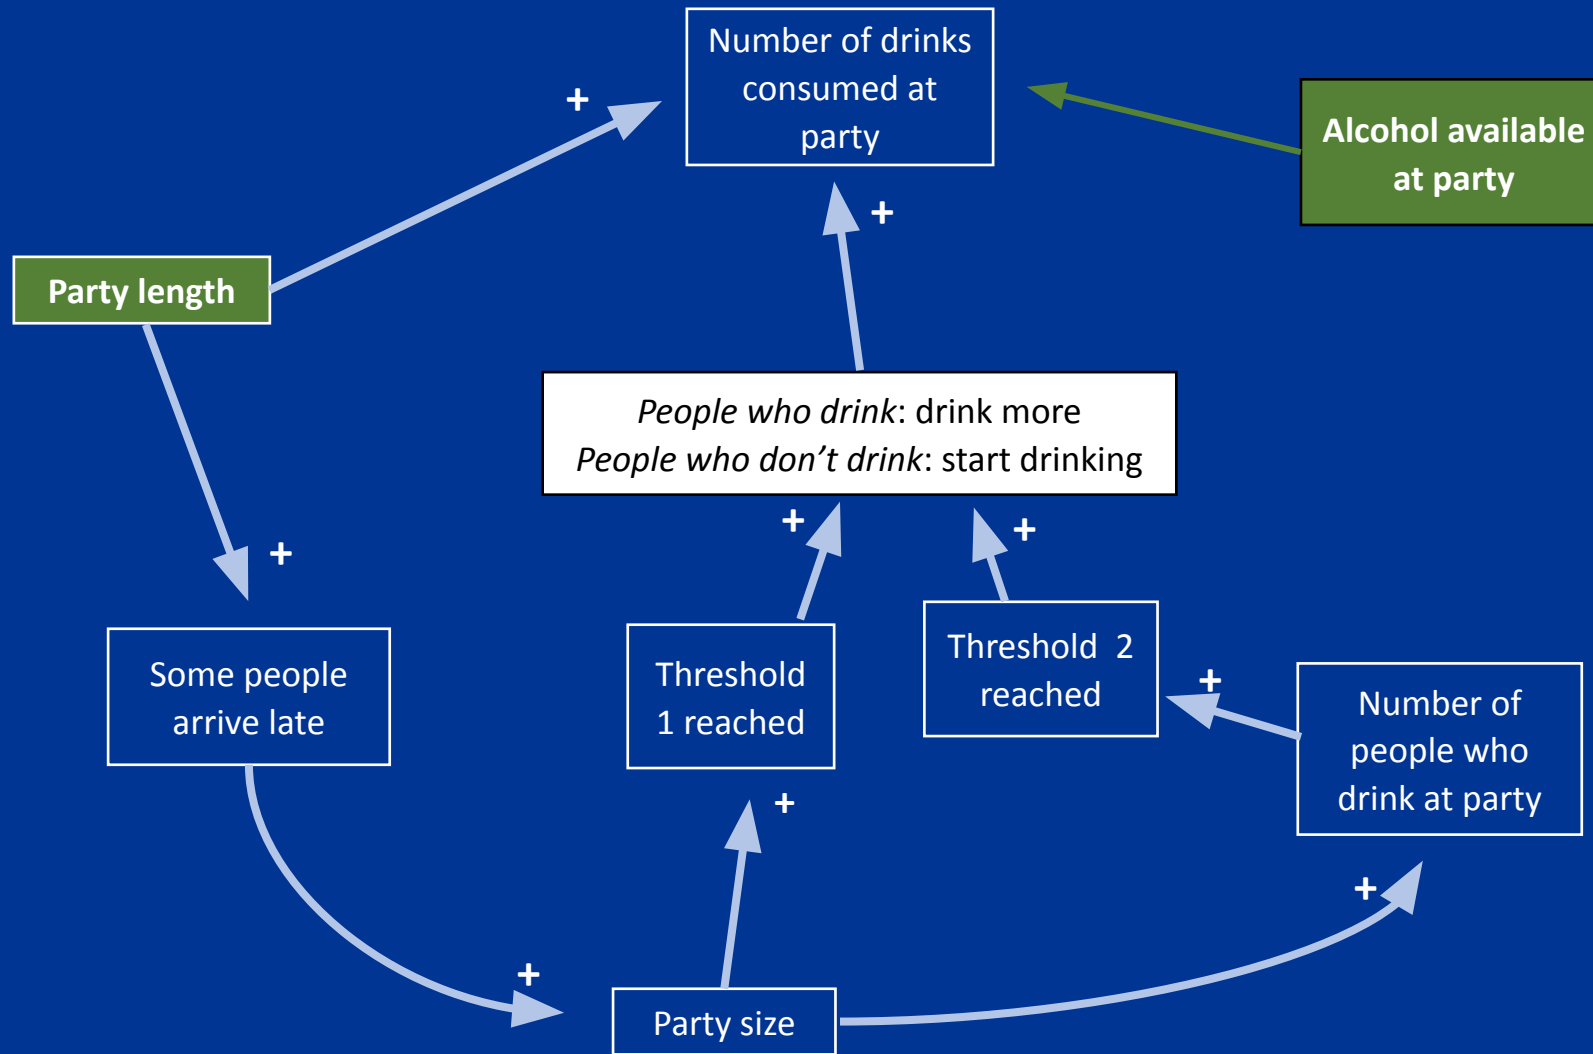 Number of drinks
consumed at
party
+
Alcohol available
at party
+
Party length
People who drink: drink more
People who don't drink: start drinking
+
+
+
Some people
arrive late
Threshold
1 reached
Threshold 2
reached
+
Number of
people who
drink at party
+
+
+
Party size